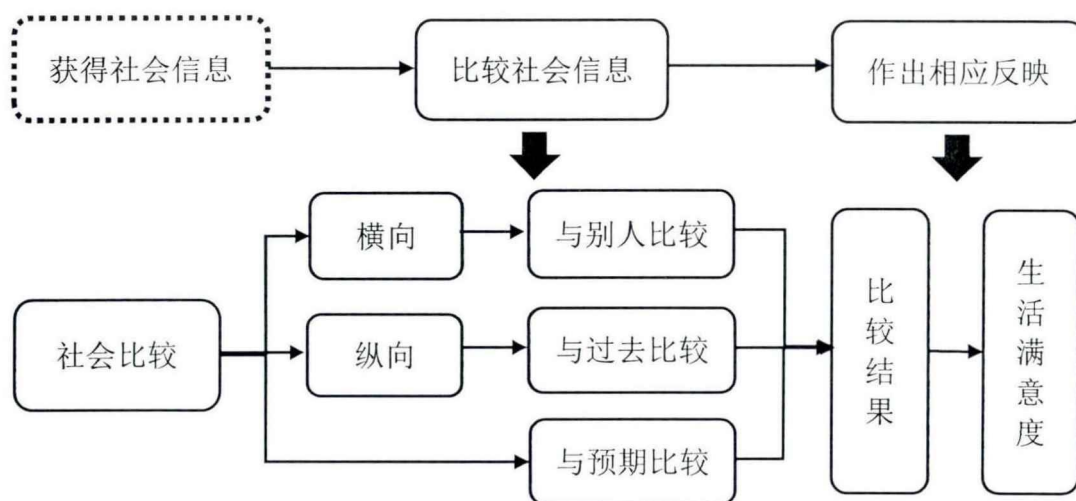 获得社会信息
比较社会信息
作出相应反映
横向
与别人比较
社会比较
纵向
与过去比较
与预期比较
比较结果
生活满意度